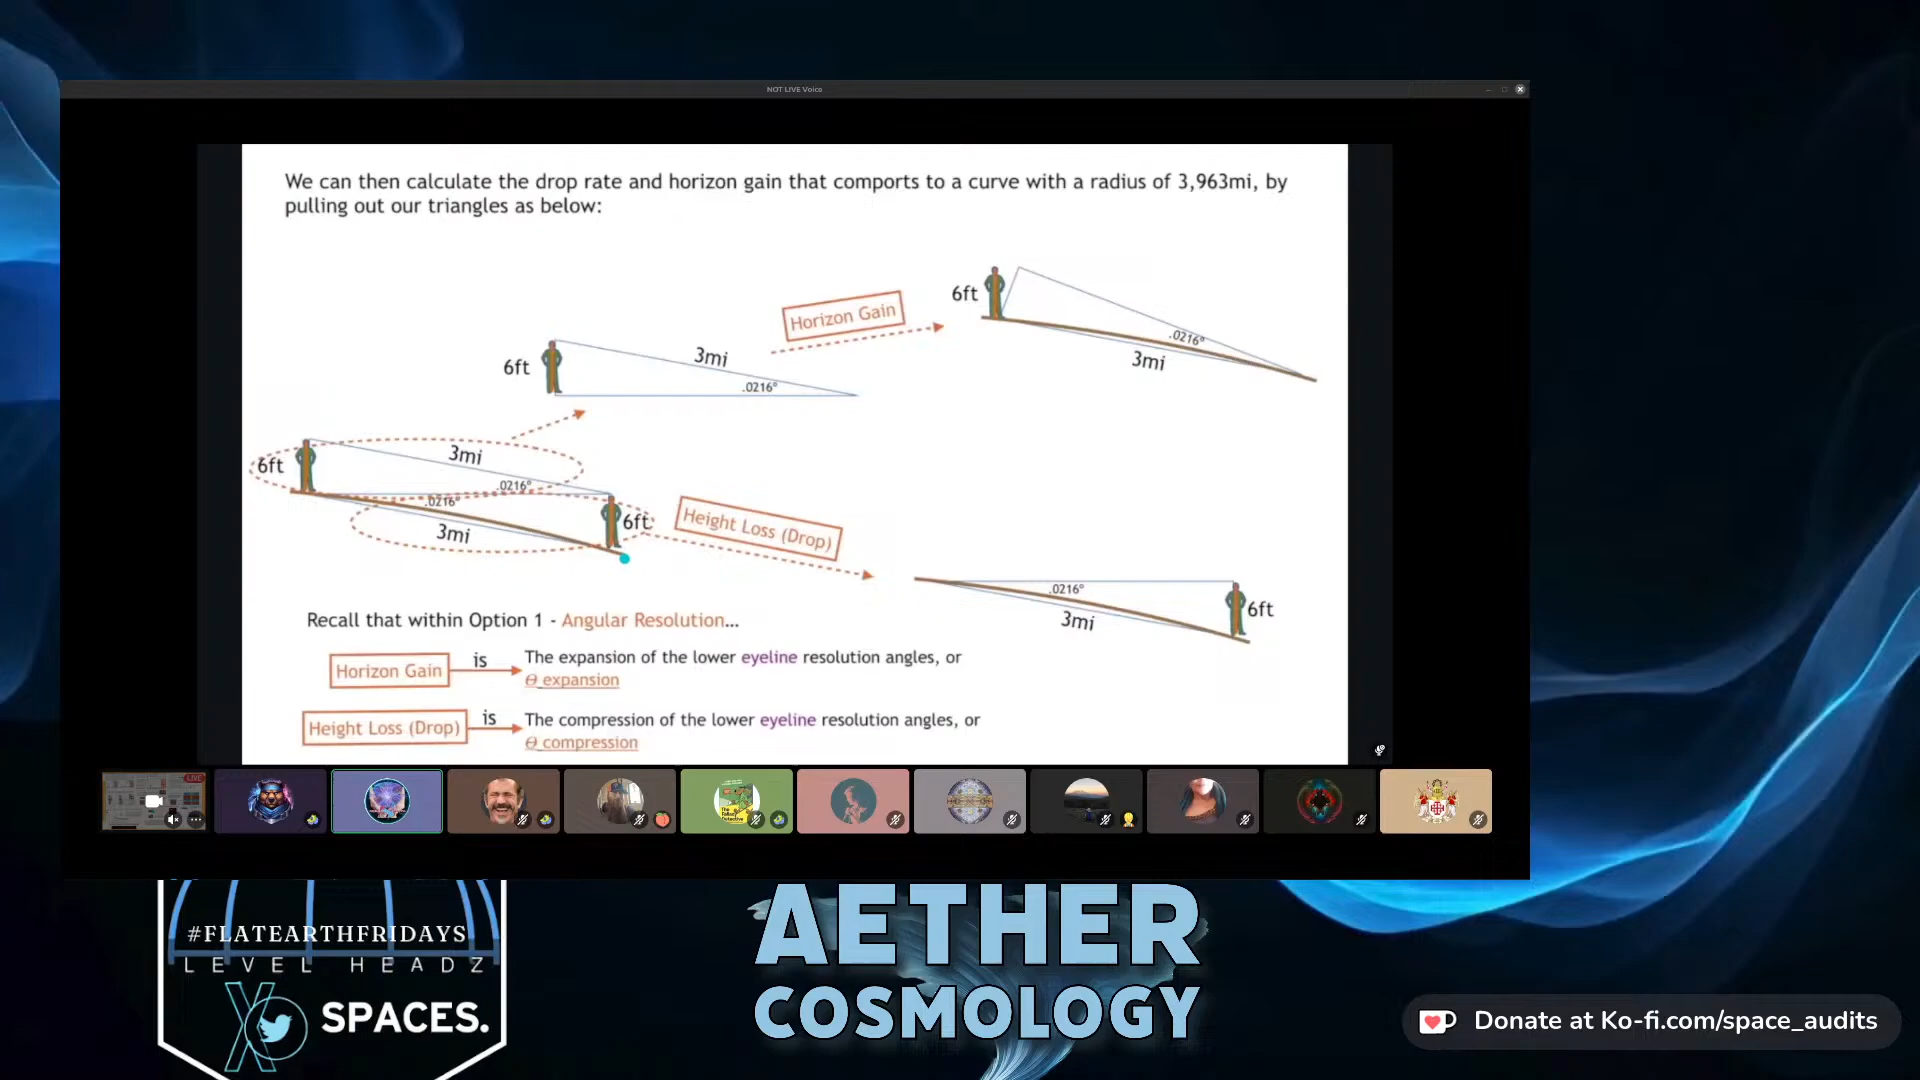 NOT LIVE Voice
We can then calculate the drop rate and horizon gain that comports to a curve with a radius of 3,963mi, by
pulling out our triangles as below:
6ft
Horizon Gain
.0216°
3mi
6ft
3mi
.0216°
6ft
3mi
.0216°
.0216°
3mi
6ft
Height Loss (Drop)
.0216°
3mi
6ft
Recall that within Option 1 - Angular Resolution...
Horizon Gain is The expansion of the lower eyeline resolution angles, or
Θ expansion
Height Loss (Drop) is The compression of the lower eyeline resolution angles, or
Θ compression
LIVE
#FLATEARTHFRIDAYS
LEVEL HEADZ
X SPACES.
AETHER
COSMOLOGY
Donate at Ko-fi.com/space_audits